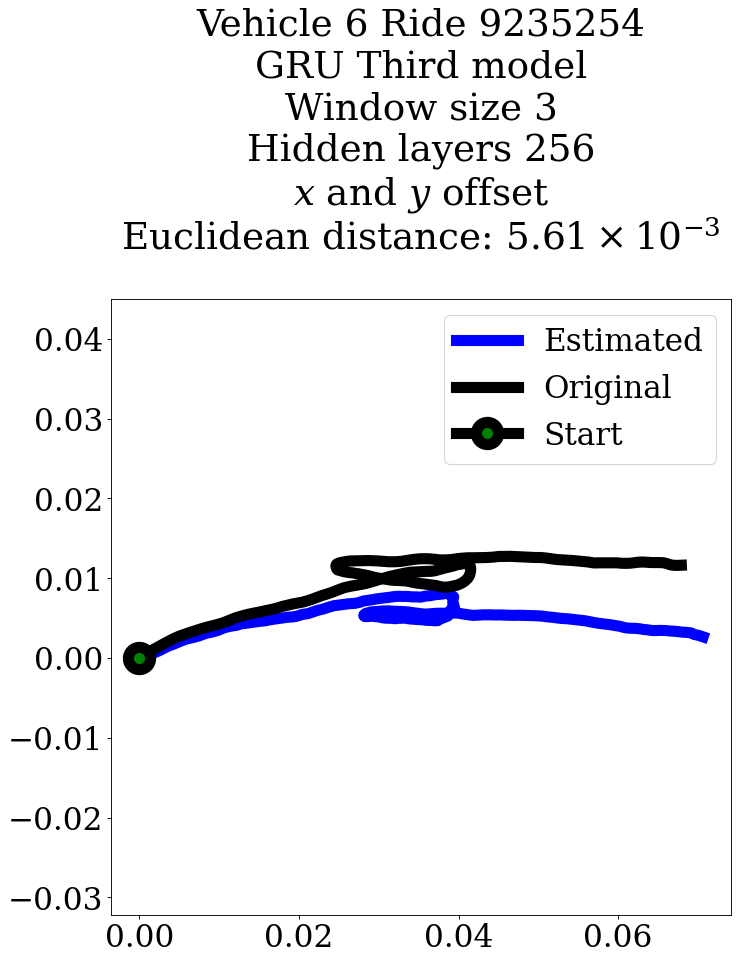 Vehicle 6 Ride 9235254
GRU Third model
Window size 3
Hidden layers 256
x and y offset
Euclidean distance: 5.61 × 10⁻³
Estimated
Original
Start
0.04
0.03
0.02
0.01
0.00
−0.01
−0.02
−0.03
0.00 0.02 0.04 0.06